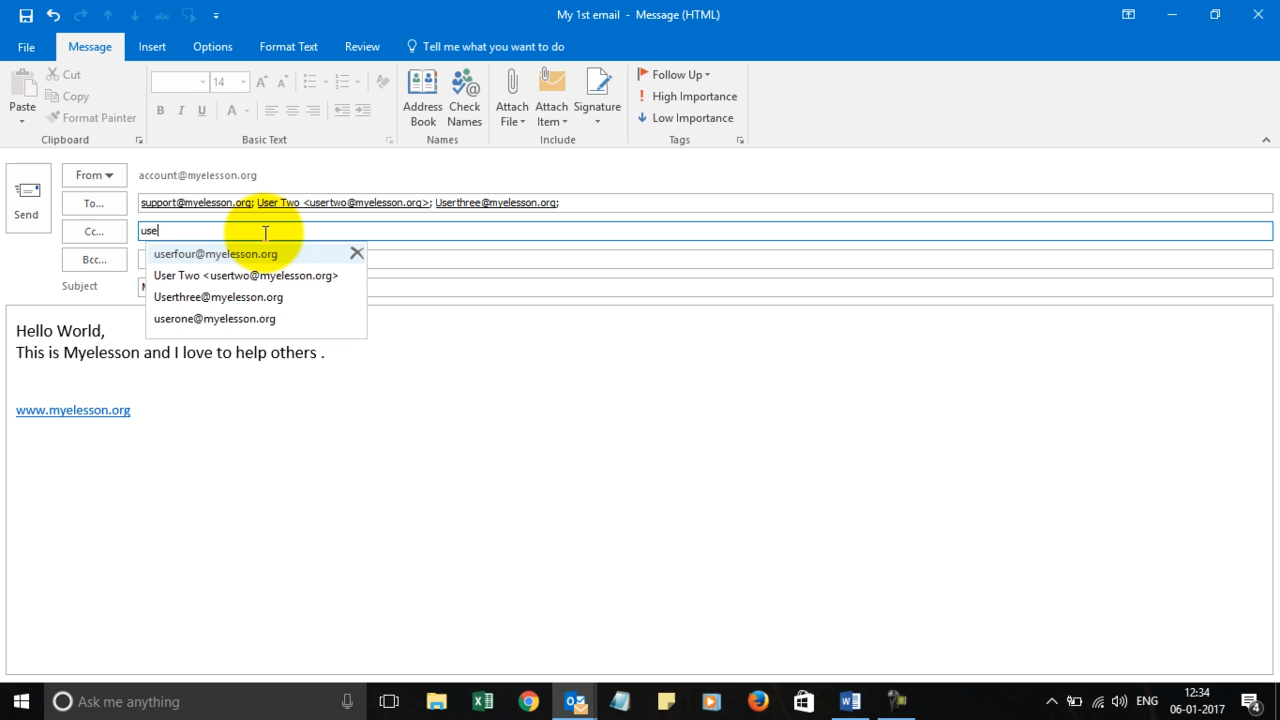 My 1st email - Message (HTML)
File Message Insert Options Format Text Review Tell me what you want to do
Paste
Cut
Copy
Format Painter
Clipboard
14
B I U A
Basic Text
Address Book
Check Names
Names
Attach File
Attach Item
Signature
Include
Follow Up
High Importance
Low Importance
Tags
Send
From account@myelesson.org
To... support@myelesson.org; User Two <usertwo@myelesson.org>; Userthree@myelesson.org;
Cc... use
Bcc...
Subject M
userfour@myelesson.org
User Two <usertwo@myelesson.org>
Userthree@myelesson.org
userone@myelesson.org
Hello World,
This is Myelesson and I love to help others .
www.myelesson.org
Ask me anything
ENG
12:34
06-01-2017
4